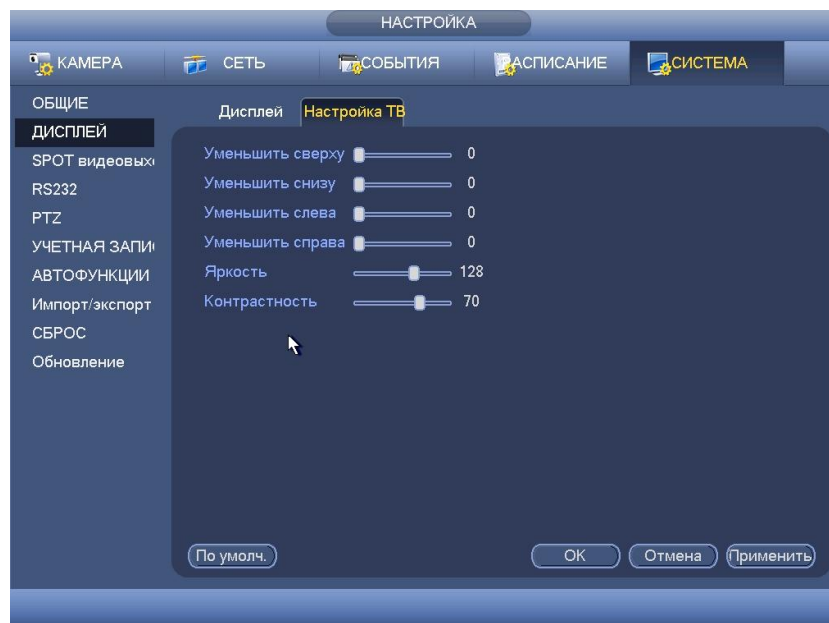 НАСТРОЙКА
КАМЕРА СЕТЬ СОБЫТИЯ РАСПИСАНИЕ СИСТЕМА
ОБЩИЕ
ДИСПЛЕЙ
SPOT видеовыхо
RS232
PTZ
УЧЕТНАЯ ЗАПИ
АВТОФУНКЦИИ
Импорт/экспорт
СБРОС
Обновление
Дисплей Настройка ТВ
Уменьшить сверху 0
Уменьшить снизу 0
Уменьшить слева 0
Уменьшить справа 0
Яркость 128
Контрастность 70
По умолч. OK Отмена Применить